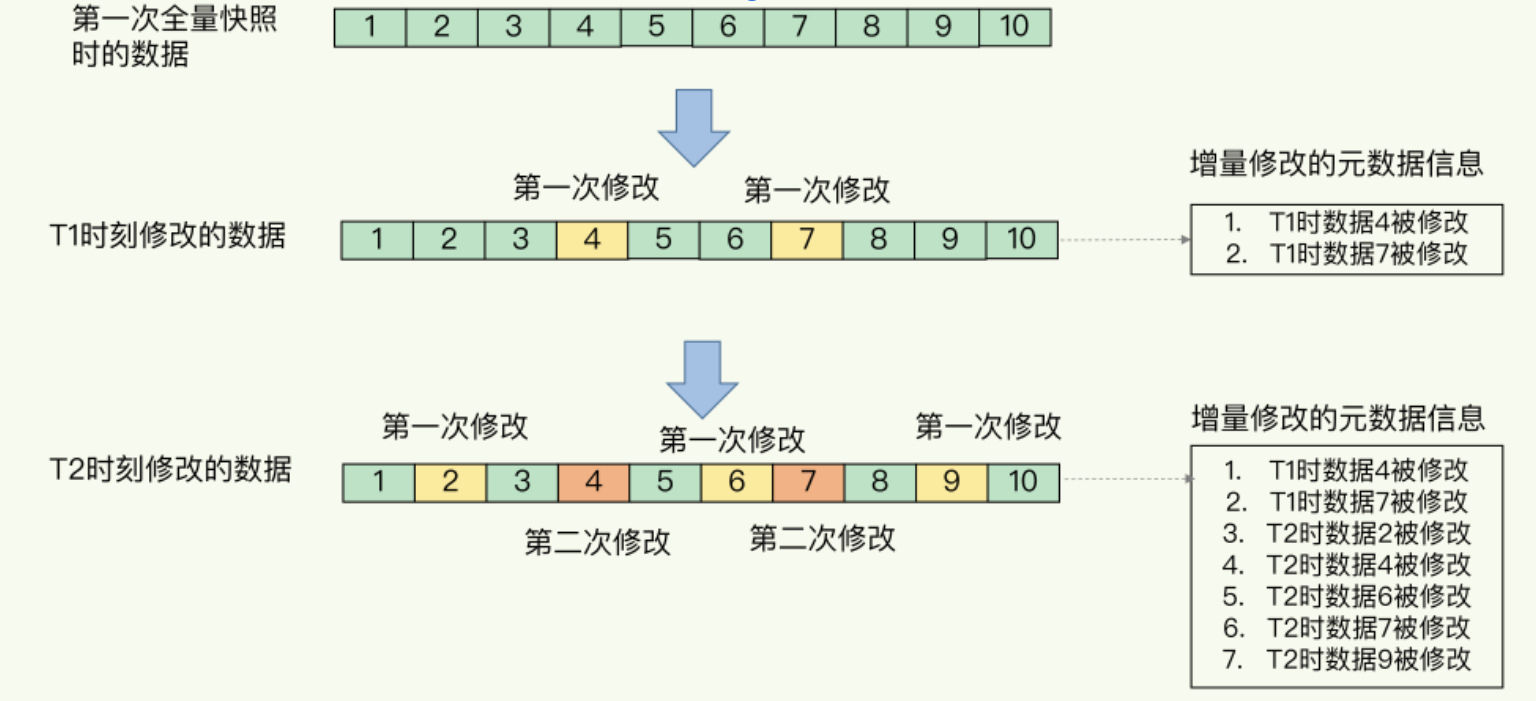 第一次全量快照
时的数据
1 2 3 4 5 6 7 8 9 10
增量修改的元数据信息
第一次修改 第一次修改
T1时刻修改的数据
1 2 3 4 5 6 7 8 9 10
1. T1时数据4被修改
2. T1时数据7被修改
增量修改的元数据信息
第一次修改 第一次修改 第一次修改
T2时刻修改的数据
1 2 3 4 5 6 7 8 9 10
第二次修改 第二次修改
1. T1时数据4被修改
2. T1时数据7被修改
3. T2时数据2被修改
4. T2时数据4被修改
5. T2时数据6被修改
6. T2时数据7被修改
7. T2时数据9被修改